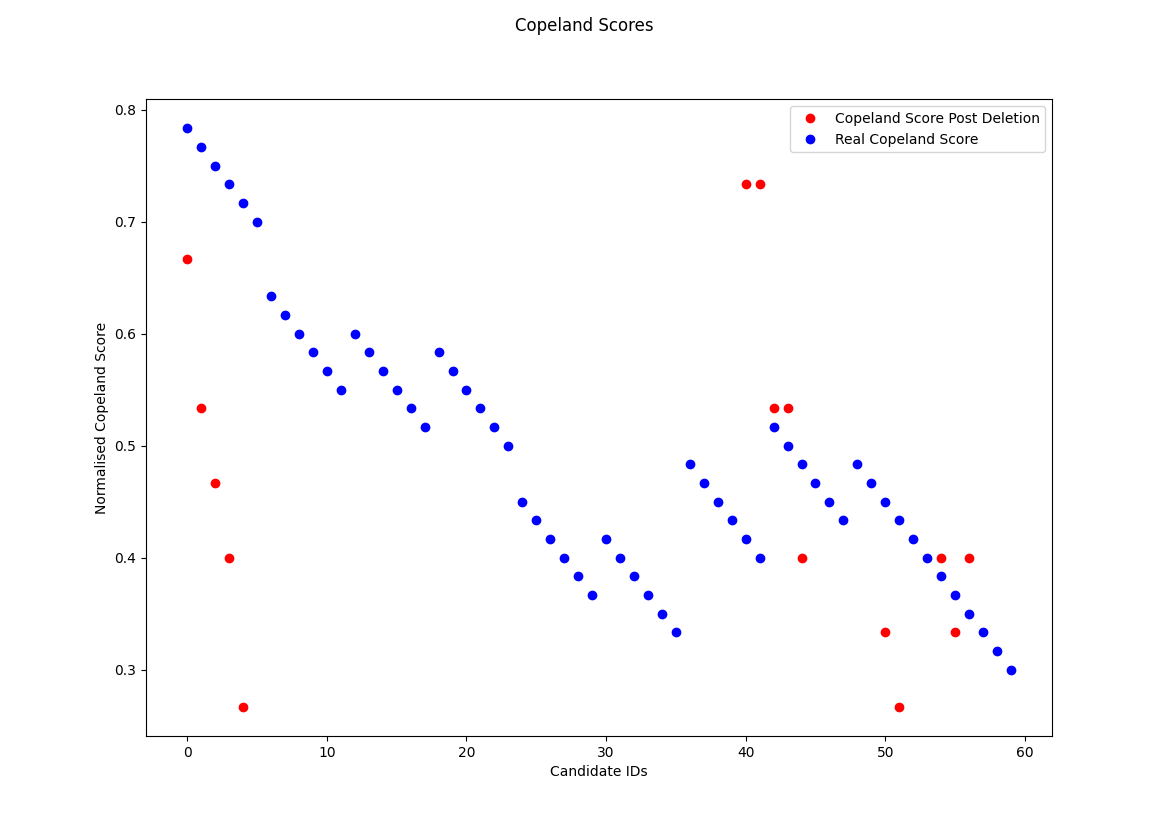 Copeland Scores
Copeland Score Post Deletion
Real Copeland Score
Normalised Copeland Score
0.8
0.7
0.6
0.5
0.4
0.3
0 10 20 30 40 50 60
Candidate IDs